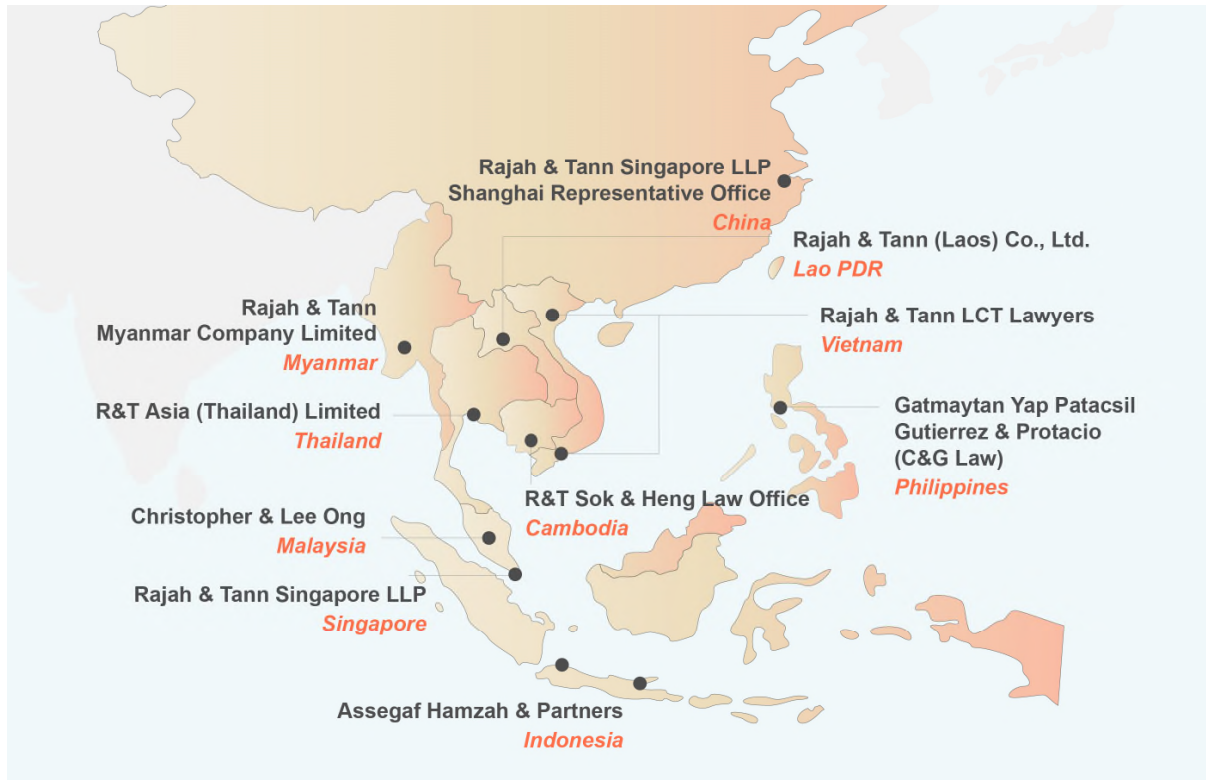 Rajah & Tann Singapore LLP
Shanghai Representative Office
China
Rajah & Tann (Laos) Co., Ltd.
Lao PDR
Rajah & Tann
Myanmar Company Limited
Myanmar
Rajah & Tann LCT Lawyers
Vietnam
R&T Asia (Thailand) Limited
Thailand
Gatmaytan Yap Patacsil
Gutierrez & Protacio
(C&G Law)
Philippines
R&T Sok & Heng Law Office
Cambodia
Christopher & Lee Ong
Malaysia
Rajah & Tann Singapore LLP
Singapore
Assegaf Hamzah & Partners
Indonesia